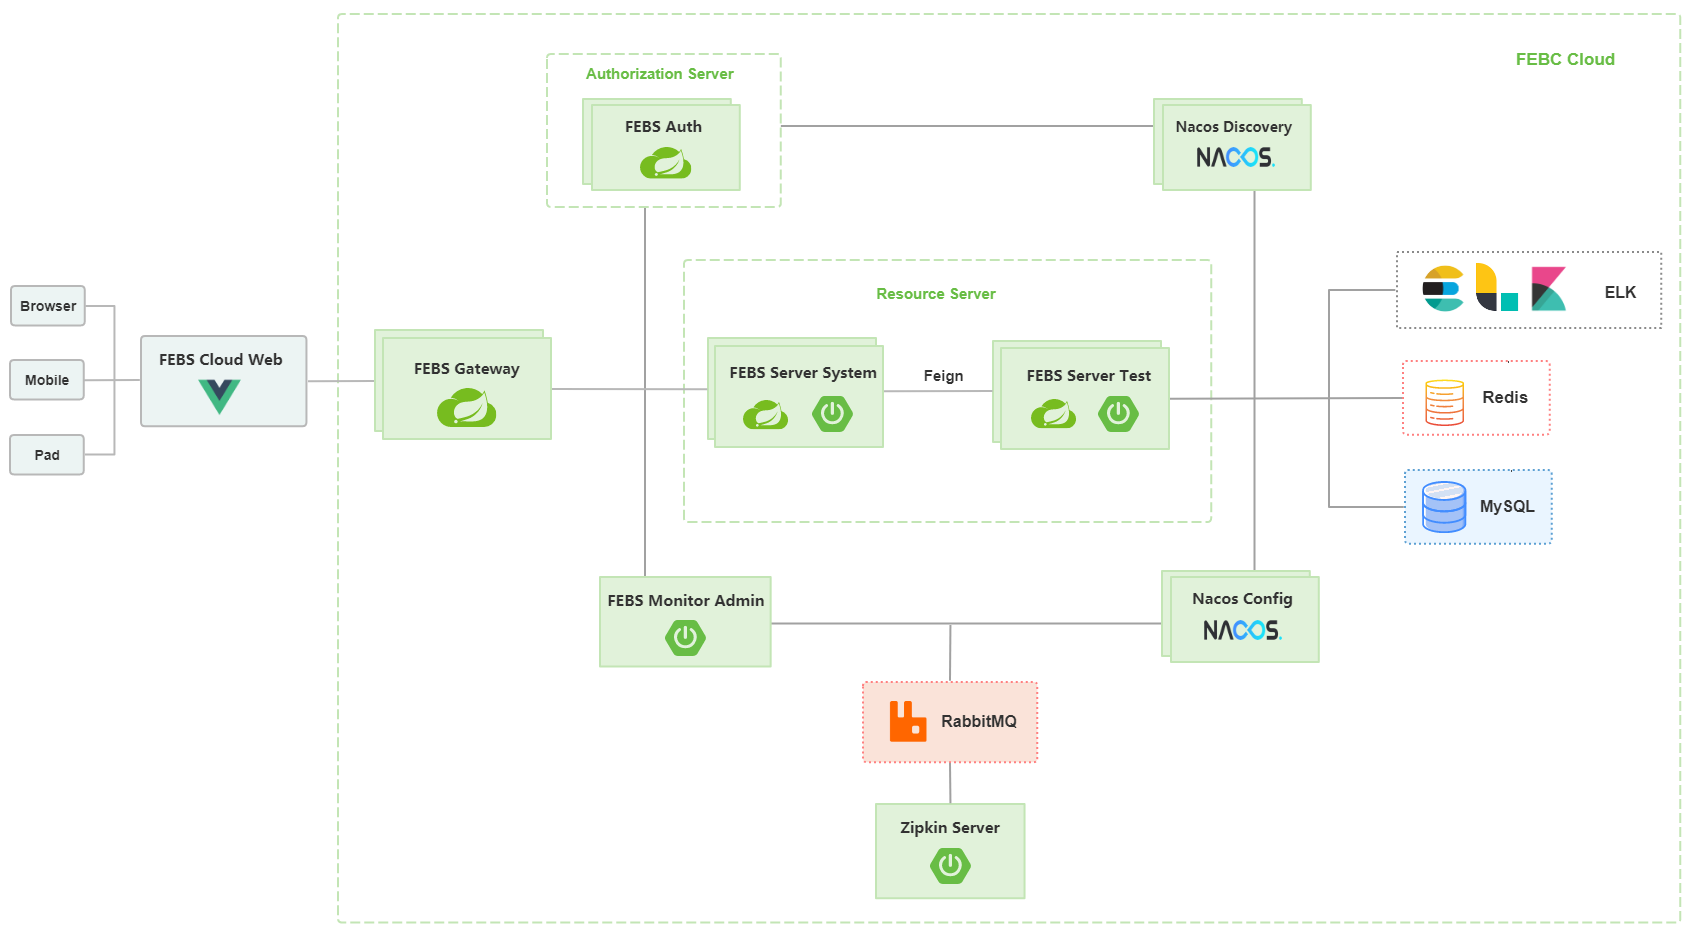 FEBC Cloud
Authorization Server
FEBS Auth
Nacos Discovery
NACOS.
Browser
Mobile
Pad
FEBS Cloud Web
FEBS Gateway
Resource Server
FEBS Server System
Feign
FEBS Server Test
ELK
Redis
MySQL
FEBS Monitor Admin
Nacos Config
NACOS.
RabbitMQ
Zipkin Server